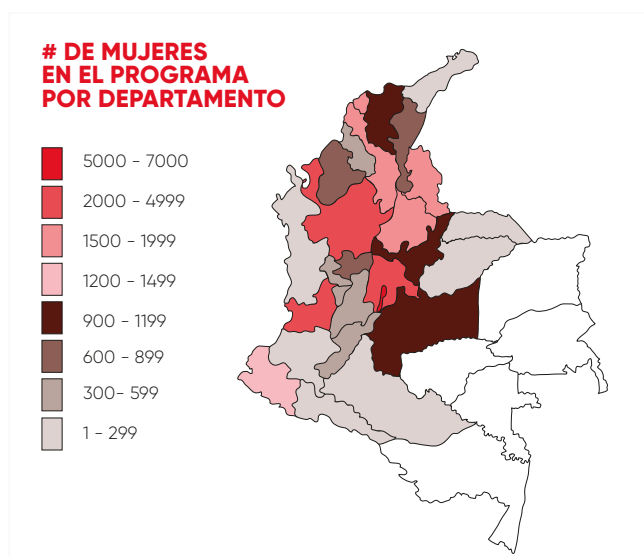 # DE MUJERES
EN EL PROGRAMA
POR DEPARTAMENTO
5000 - 7000
2000 - 4999
1500 - 1999
1200 - 1499
900 - 1199
600 - 899
300- 599
1 - 299